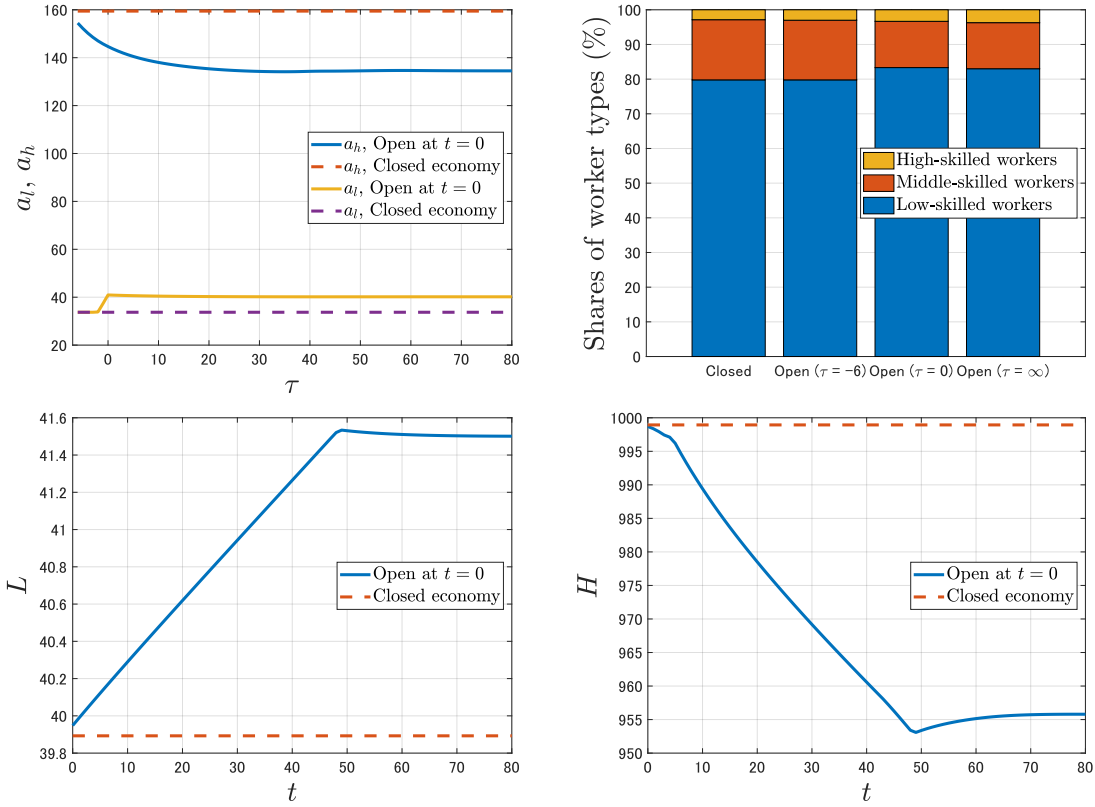 a_l, a_h
160
140
120
100
80
60
40
20
0 10 20 30 40 50 60 70 80
τ
a_h, Open at t = 0
a_h, Closed economy
a_l, Open at t = 0
a_l, Closed economy
Shares of worker types (%)
100
90
80
70
60
50
40
30
20
10
0
Closed Open (τ = -6) Open (τ = 0) Open (τ = ∞)
High-skilled workers
Middle-skilled workers
Low-skilled workers
L
41.6
41.4
41.2
41
40.8
40.6
40.4
40.2
40
39.8
0 10 20 30 40 50 60 70 80
t
Open at t = 0
Closed economy
H
1000
995
990
985
980
975
970
965
960
955
950
0 10 20 30 40 50 60 70 80
t
Open at t = 0
Closed economy